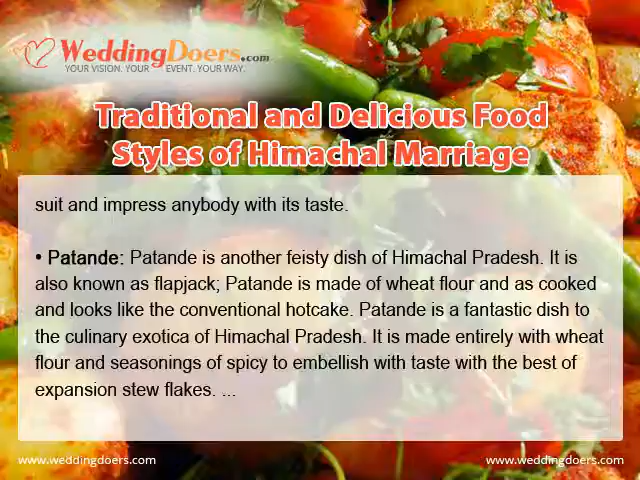 WeddingDoers.com
YOUR VISION. YOUR EVENT. YOUR WAY.
Traditional and Delicious Food
Styles of Himachal Marriage
suit and impress anybody with its taste.
• Patande: Patande is another feisty dish of Himachal Pradesh. It is
also known as flapjack; Patande is made of wheat flour and as cooked
and looks like the conventional hotcake. Patande is a fantastic dish to
the culinary exotica of Himachal Pradesh. It is made entirely with wheat
flour and seasonings of spicy to embellish with taste with the best of
expansion stew flakes. ...
www.weddingdoers.com www.weddingdoers.com